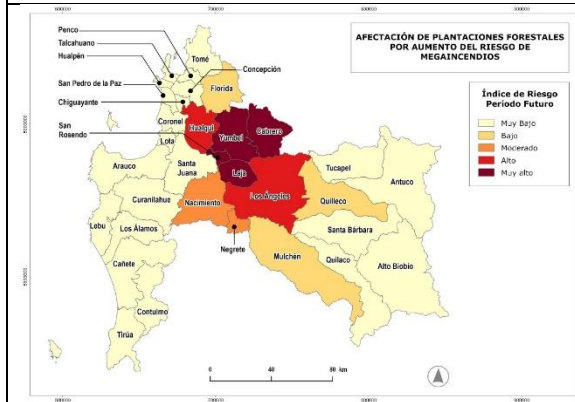 AFECTACIÓN DE PLANTACIONES FORESTALES
POR AUMENTO DEL RIESGO DE
MEGAINCENDIOS
Índice de Riesgo
Periodo Futuro
Muy Bajo
Bajo
Moderado
Alto
Muy alto
Penco
Talcahuano
Hualpén
San Pedro de la Paz
Chiguayante
San
Rosendo
Tomé
Concepción
Florida
Coronel
Hualqui
Yumbel
Cabrero
Lota
Arauco
Santa
Juana
Laja
Tucapel
Antuco
Curanilahue
Nacimiento
Los Ángeles
Quilleco
Lebu
Los Álamos
Negrete
Santa Bárbara
Cañete
Mulchén
Quilaco
Alto Biobio
Contulmo
Tirúa
0
40
80 km